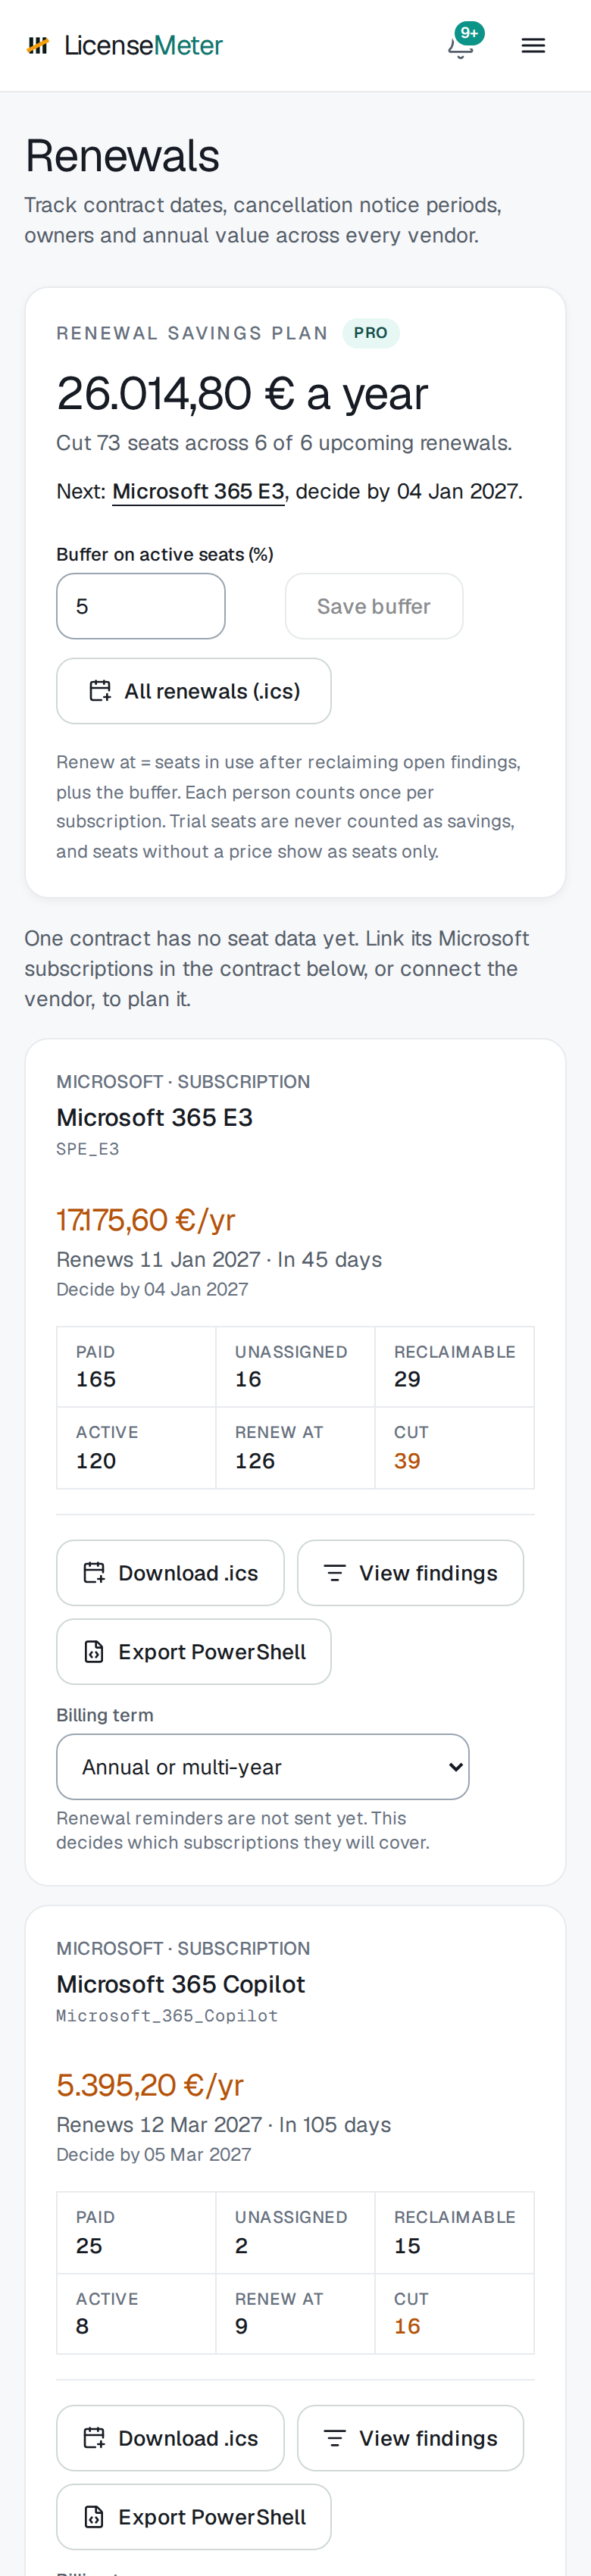 LicenseMeter
9+
Renewals
Track contract dates, cancellation notice periods,
owners and annual value across every vendor.
RENEWAL SAVINGS PLAN PRO
26.014,80 € a year
Cut 73 seats across 6 of 6 upcoming renewals.
Next: Microsoft 365 E3, decide by 04 Jan 2027.
Buffer on active seats (%)
5
Save buffer
All renewals (.ics)
Renew at = seats in use after reclaiming open findings,
plus the buffer. Each person counts once per
subscription. Trial seats are never counted as savings,
and seats without a price show as seats only.
One contract has no seat data yet. Link its Microsoft
subscriptions in the contract below, or connect the
vendor, to plan it.
MICROSOFT · SUBSCRIPTION
Microsoft 365 E3
SPE_E3
17.175,60 €/yr
Renews 11 Jan 2027 · In 45 days
Decide by 04 Jan 2027
PAID UNASSIGNED RECLAIMABLE
165 16 29
ACTIVE RENEW AT CUT
120 126 39
Download .ics View findings
Export PowerShell
Billing term
Annual or multi-year
Renewal reminders are not sent yet. This
decides which subscriptions they will cover.
MICROSOFT · SUBSCRIPTION
Microsoft 365 Copilot
Microsoft_365_Copilot
5.395,20 €/yr
Renews 12 Mar 2027 · In 105 days
Decide by 05 Mar 2027
PAID UNASSIGNED RECLAIMABLE
25 2 15
ACTIVE RENEW AT CUT
8 9 16
Download .ics View findings
Export PowerShell